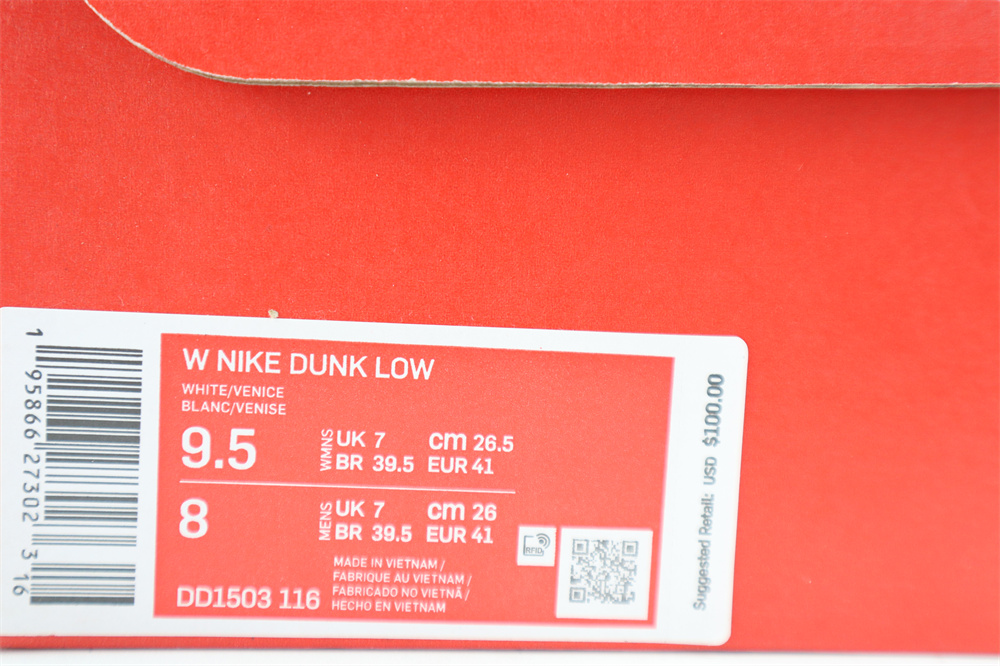 W NIKE DUNK LOW
WHITE/VENICE
BLANC/VENISE
9.5
WMNS
UK 7 cm 26.5
BR 39.5 EUR 41
8
MENS
UK 7 cm 26
BR 39.5 EUR 41
MADE IN VIETNAM /
FABRIQUE AU VIETNAM /
FABRICADO NO VIETNÃ /
HECHO EN VIETNAM
DD1503 116
RFID
Suggested Retail: USD $100.00
1 95866 27302 3 16